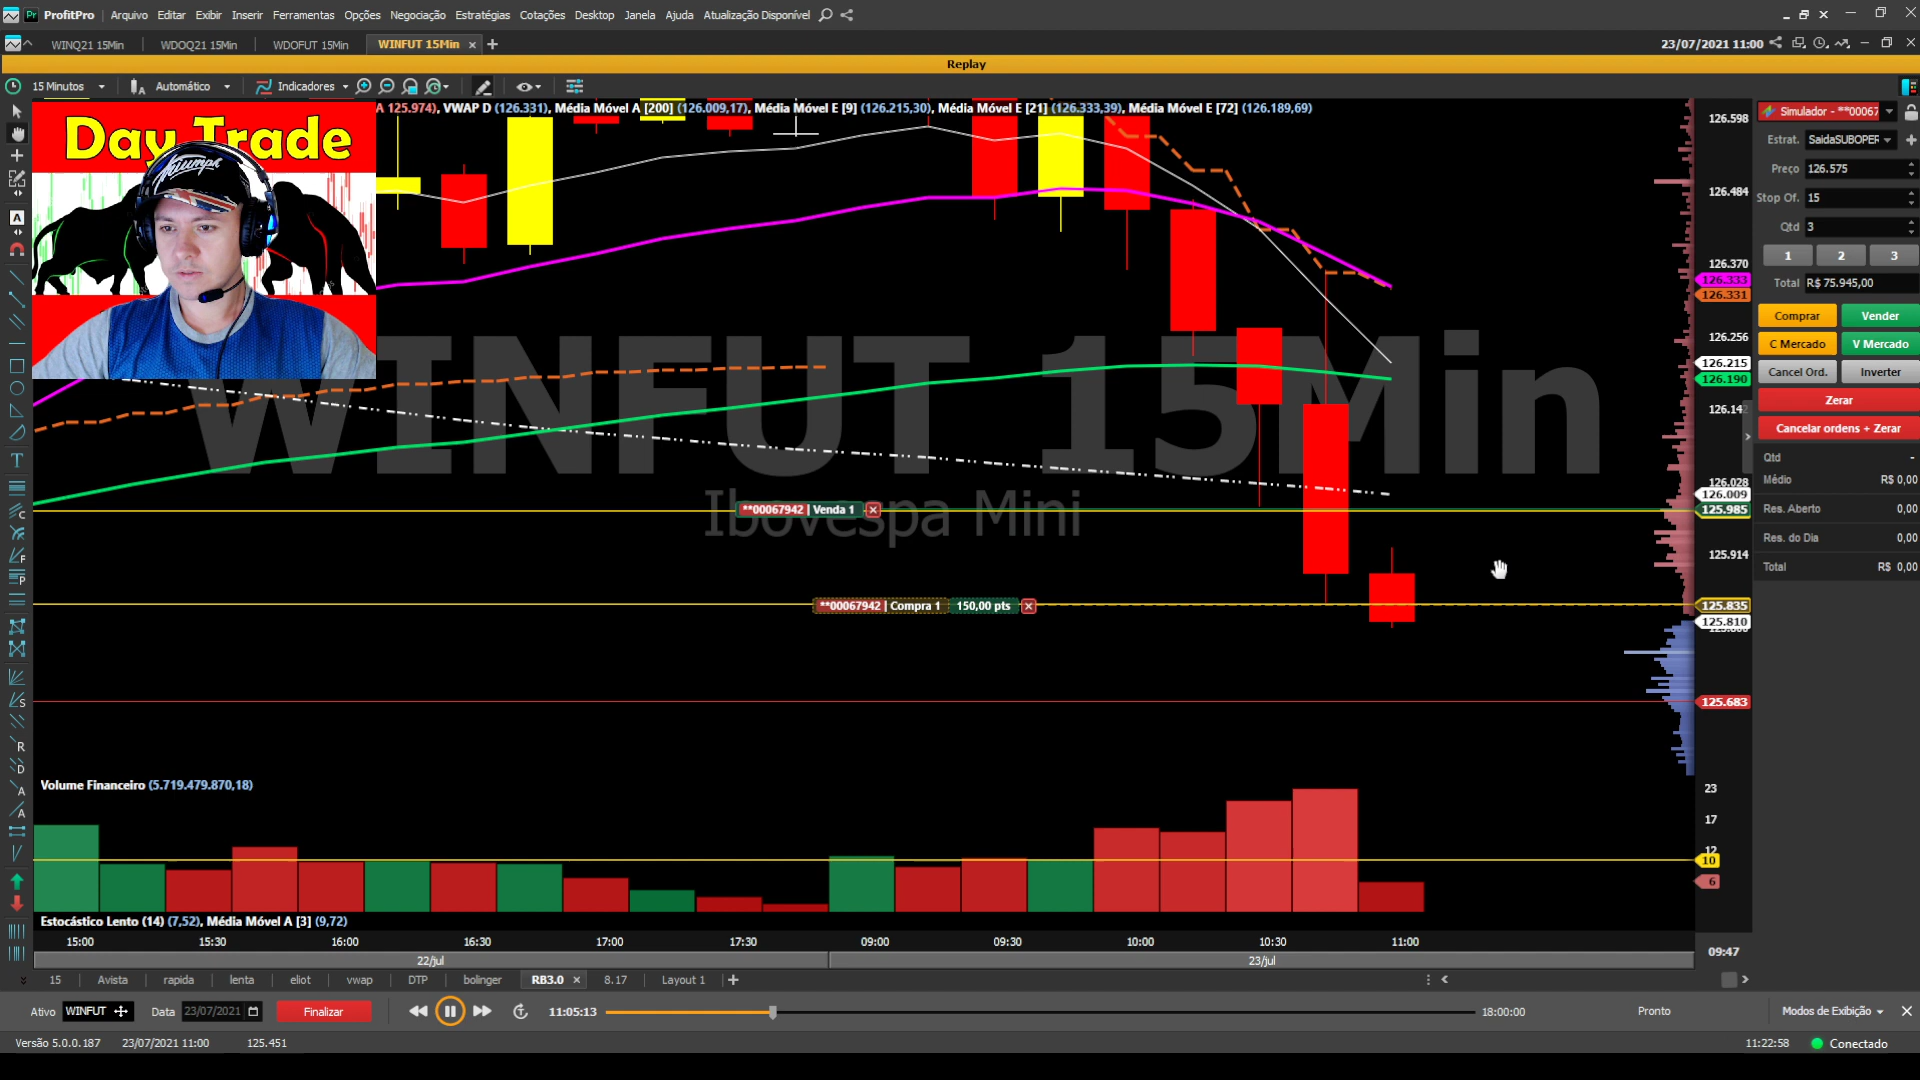 Pr ProfitPro Arquivo Editar Exibir Inserir Ferramentas Opções Negociação Estratégias Cotações Desktop Janela Ajuda Atualização Disponível
WINQ21 15Min WDOQ21 15Min WDOFUT 15Min WINFUT 15Min 23/07/2021 11:00
Replay
15 Minutos Automático Indicadores
A 125.974), VWAP D (126.331), Média Móvel A [200] (126.009,17), Média Móvel E [9] (126.215,30), Média Móvel E [21] (126.333,39), Média Móvel E [72] (126.189,69)
Day Trade
Triumph
WINFUT 15Min
Ibovespa Mini
**00067942 | Venda 1
**00067942 | Compra 1 150,00 pts
126.598
126.484
126.370
126.333
126.331
126.256
126.215
126.190
126.142
126.028
126.009
125.985
125.914
125.835
125.810
125.683
Simulador - **00067
Estrat. SaidaSUBOPER
Preço 126.575
Stop Of. 15
Qtd 3
1 2 3
Total R$ 75.945,00
Comprar Vender
C Mercado V Mercado
Cancel Ord. Inverter
Zerar
Cancelar ordens + Zerar
Qtd -
Médio R$ 0,00
Res. Aberto 0,00
Res. do Dia 0,00
Total R$ 0,00
Volume Financeiro (5.719.479.870,18)
23
17
12
10
6
Estocástico Lento (14) (7,52), Média Móvel A [3] (9,72)
15:00 15:30 16:00 16:30 17:00 17:30 09:00 09:30 10:00 10:30 11:00
09:47
22/jul 23/jul
15 Avista rapida lenta eliot vwap DTP bolinger RB3.0 8.17 Layout 1
Ativo WINFUT Data 23/07/2021 Finalizar 11:05:13 18:00:00 Pronto Modos de Exibição
Versão 5.0.0.187 23/07/2021 11:00 125.451 11:22:58 Conectado